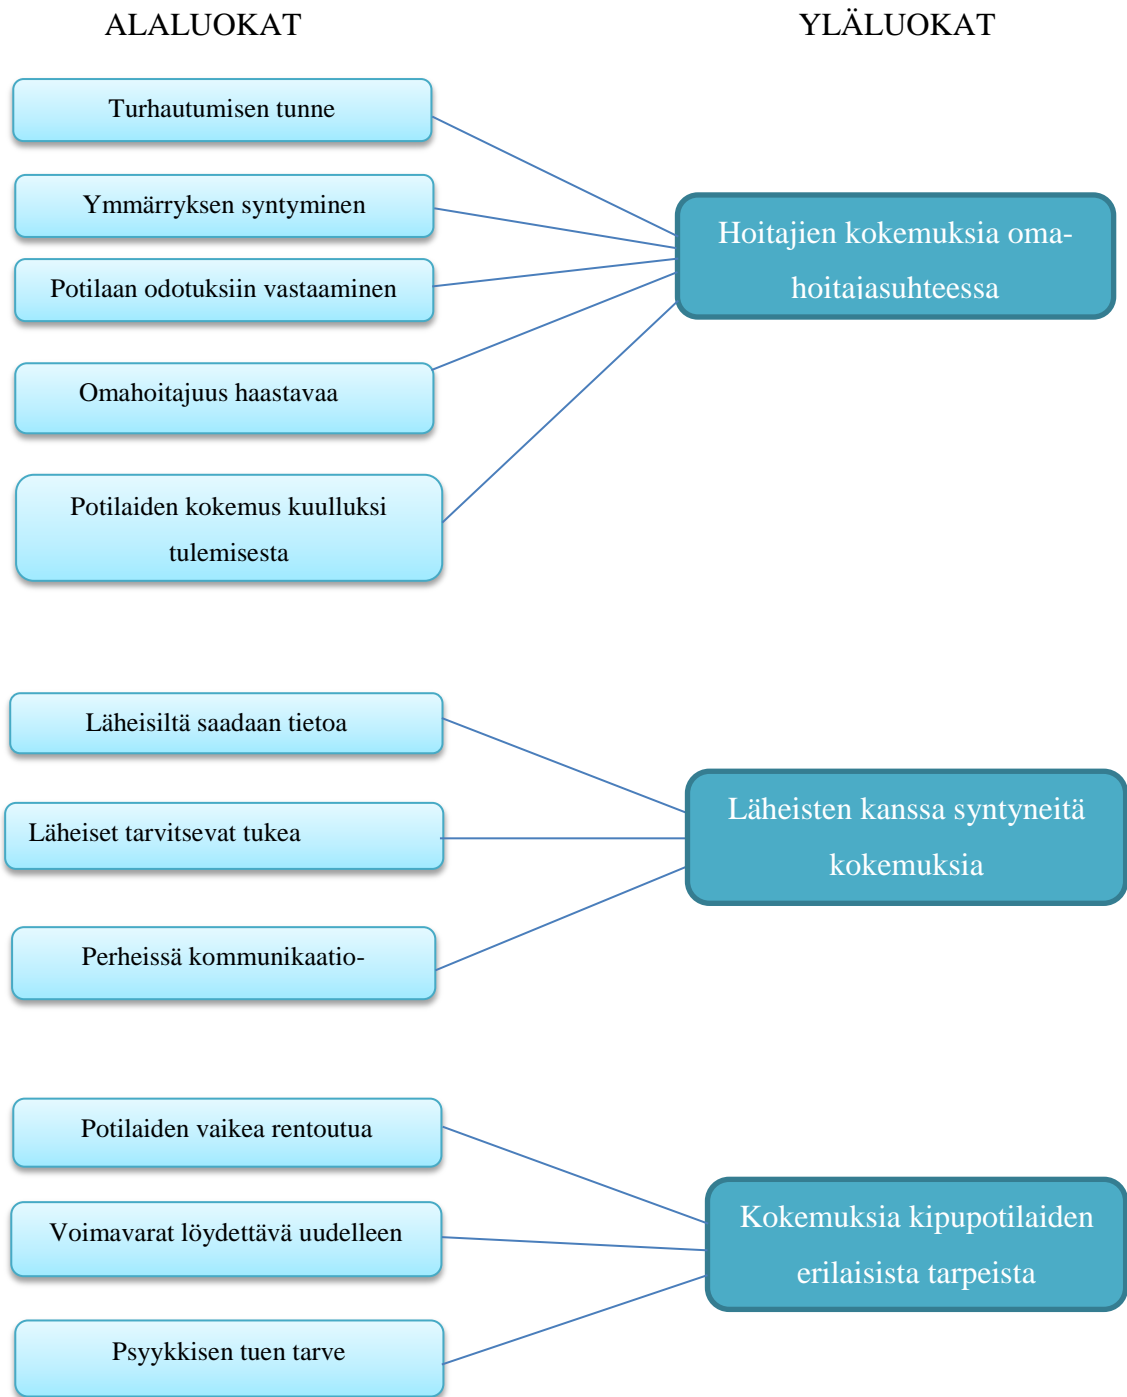 ALALUOKAT
YLÄLUOKAT
Turhautumisen tunne
Ymmärryksen syntyminen
Potilaan odotuksiin vastaaminen
Omahoitajuus haastavaa
Potilaiden kokemus kuulluksi
tulemisesta
Hoitajien kokemuksia oma-
hoitajasuhteessa
Läheisiltä saadaan tietoa
Läheiset tarvitsevat tukea
Perheissä kommunikaatio-
Läheisten kanssa syntyneitä
kokemuksia
Potilaiden vaikea rentoutua
Voimavarat löydettävä uudelleen
Psyykkisen tuen tarve
Kokemuksia kipupotilaiden
erilaisista tarpeista